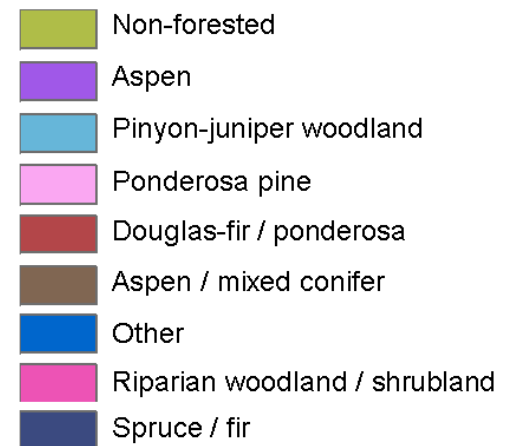 Non-forested
Aspen
Pinyon-juniper woodland
Ponderosa pine
Douglas-fir / ponderosa
Aspen / mixed conifer
Other
Riparian woodland / shrubland
Spruce / fir